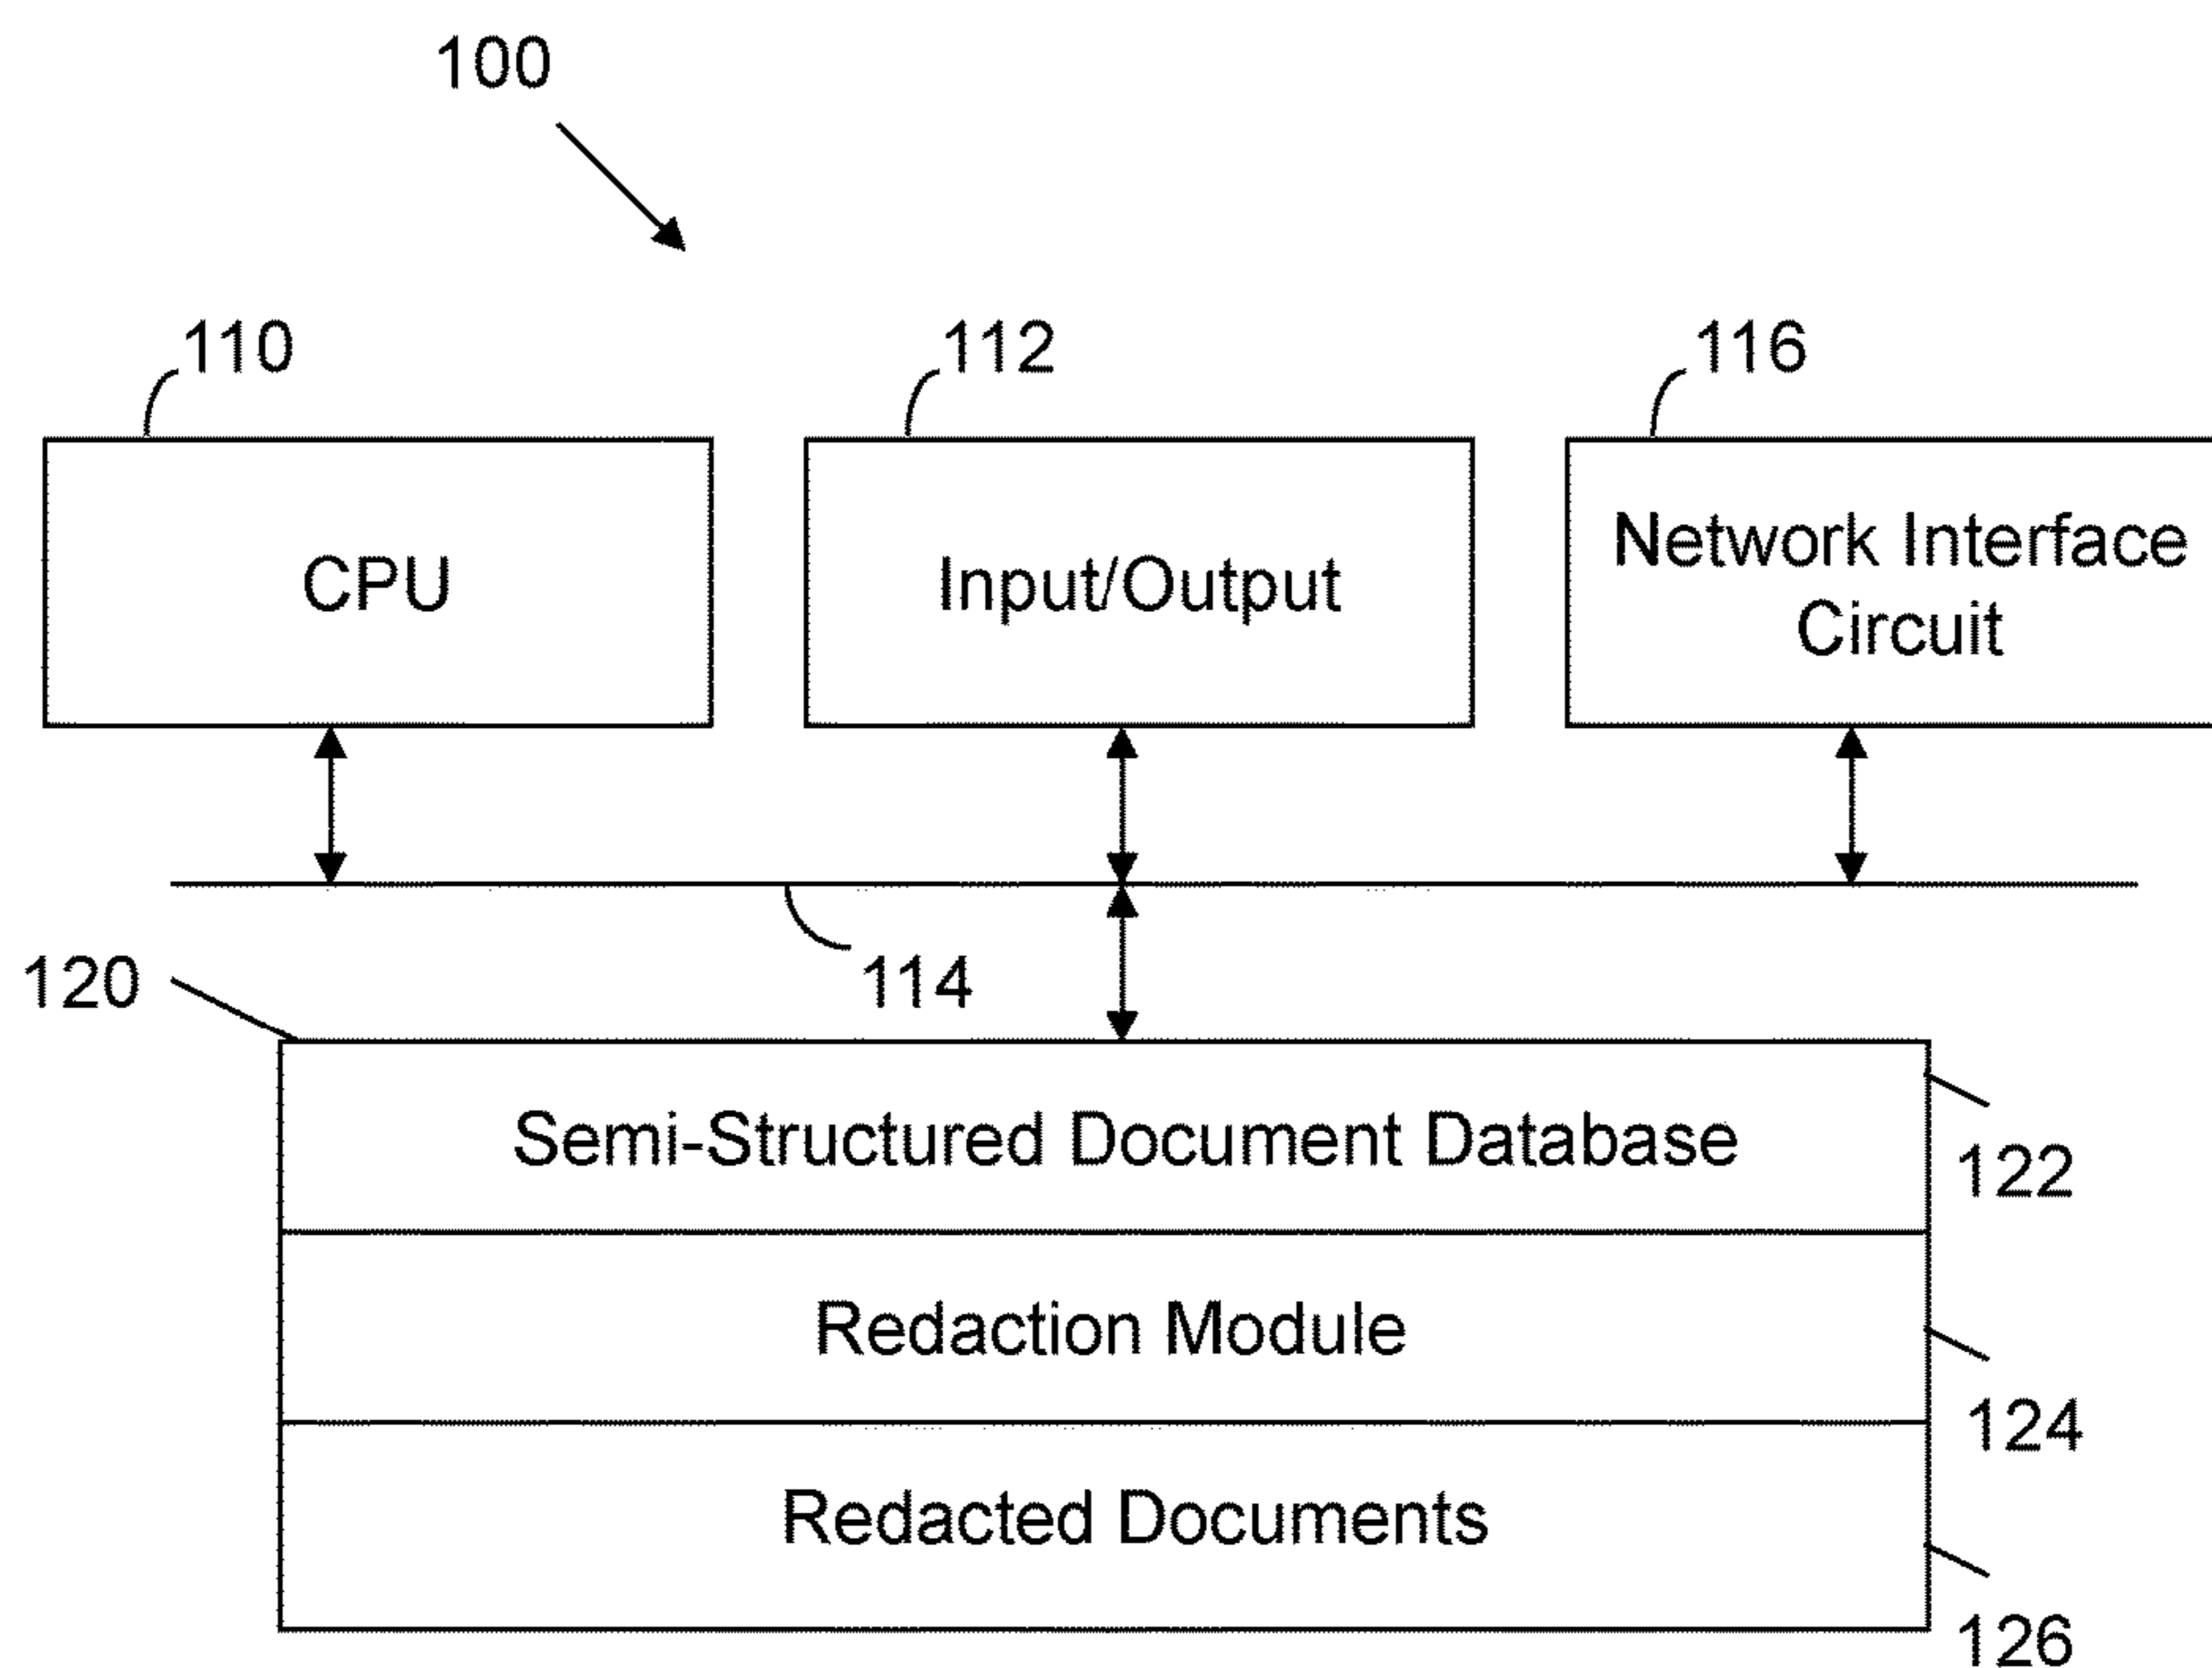 100
110
112
116
CPU
Input/Output
Network Interface
Circuit
114
120
Semi-Structured Document Database
122
Redaction Module
124
Redacted Documents
126